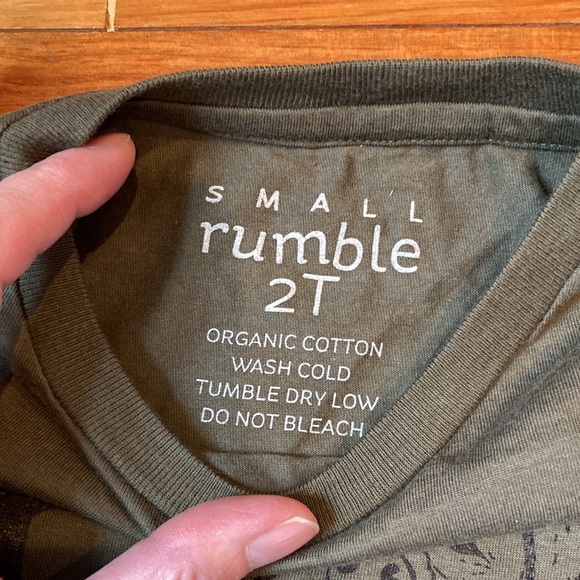 SMALL
rumble
2T
ORGANIC COTTON
WASH COLD
TUMBLE DRY LOW
DO NOT BLEACH